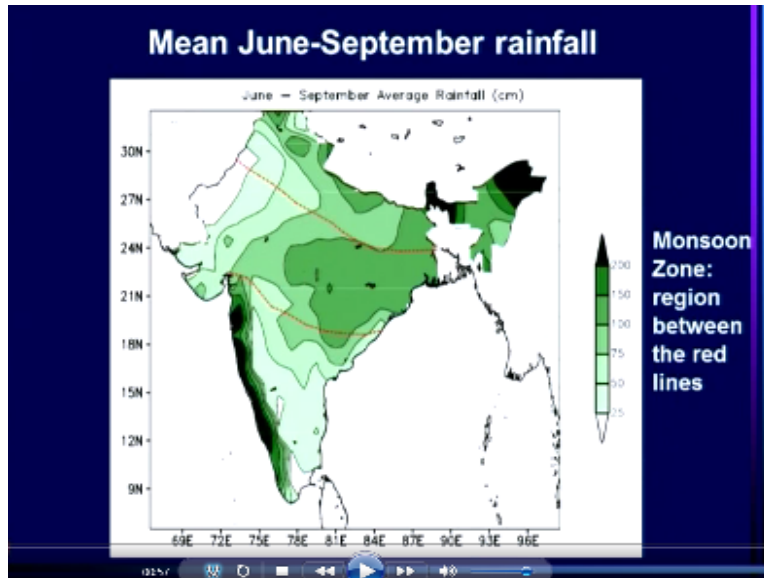 Mean June-September rainfall
June – September Average Rainfall (cm)
30N
27N
24N
21N
18N
15N
12N
9N
69E 72E 75E 78E 81E 84E 87E 90E 93E 96E
200
150
100
75
50
25
Monsoon
Zone:
region
between
the red
lines
02:57